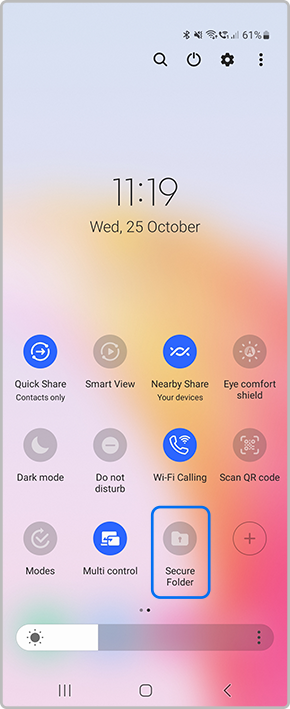 61%
11:19
Wed, 25 October
Quick Share
Contacts only
Smart View
Nearby Share
Your devices
Eye comfort
shield
Dark mode
Do not
disturb
Wi-Fi Calling
Scan QR code
Modes
Multi control
Secure
Folder